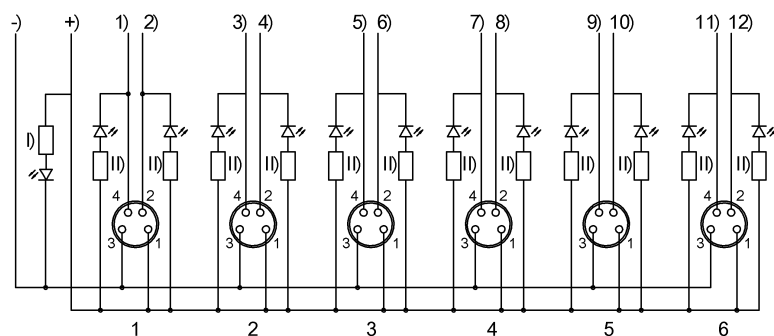 -) +) 1) 2) 3) 4) 5) 6) 7) 8) 9) 10) 11) 12)
I) II) II) II) II) II) II) II) II) II) II) II) II)
4 2 4 2 4 2 4 2 4 2 4 2
3 1 3 1 3 1 3 1 3 1 3 1
1 2 3 4 5 6